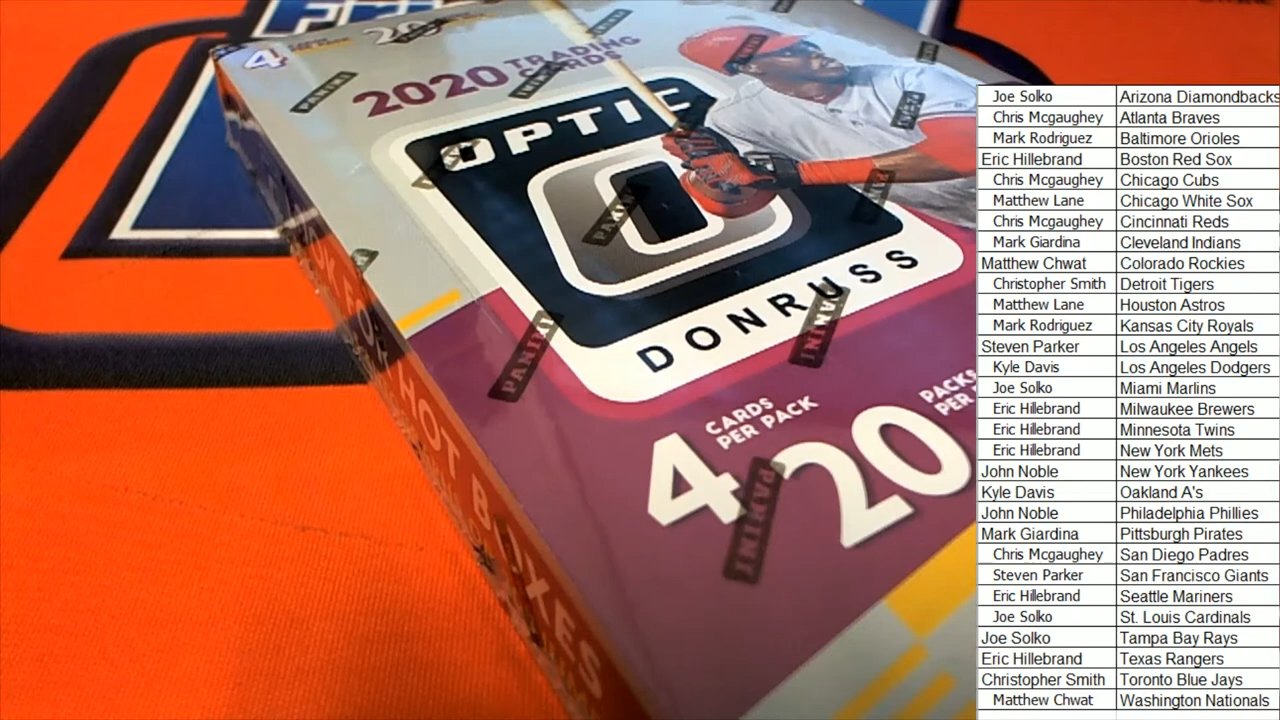 4
20
2020 TRADING
CARDS
OPTIC
DONRUSS
4 CARDS
PER PACK
20 PACKS
PER
HOT BOXES
PANINI
PANINI
PANINI
PANINI
PANINI
PANINI
Joe Solko Arizona Diamondbacks
Chris Mcgaughey Atlanta Braves
Mark Rodriguez Baltimore Orioles
Eric Hillebrand Boston Red Sox
Chris Mcgaughey Chicago Cubs
Matthew Lane Chicago White Sox
Chris Mcgaughey Cincinnati Reds
Mark Giardina Cleveland Indians
Matthew Chwat Colorado Rockies
Christopher Smith Detroit Tigers
Matthew Lane Houston Astros
Mark Rodriguez Kansas City Royals
Steven Parker Los Angeles Angels
Kyle Davis Los Angeles Dodgers
Joe Solko Miami Marlins
Eric Hillebrand Milwaukee Brewers
Eric Hillebrand Minnesota Twins
Eric Hillebrand New York Mets
John Noble New York Yankees
Kyle Davis Oakland A's
John Noble Philadelphia Phillies
Mark Giardina Pittsburgh Pirates
Chris Mcgaughey San Diego Padres
Steven Parker San Francisco Giants
Eric Hillebrand Seattle Mariners
Joe Solko St. Louis Cardinals
Joe Solko Tampa Bay Rays
Eric Hillebrand Texas Rangers
Christopher Smith Toronto Blue Jays
Matthew Chwat Washington Nationals